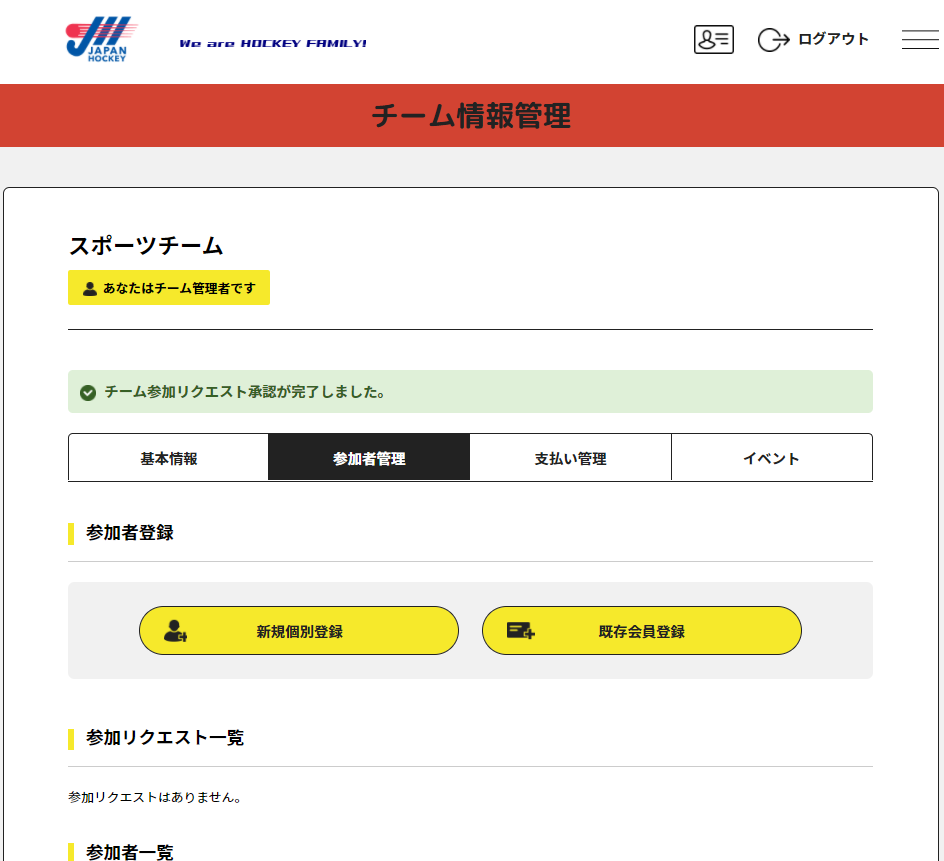 JAPAN
HOCKEY
We are HOCKEY FAMILY!
ログアウト
チーム情報管理
スポーツチーム
あなたはチーム管理者です
チーム参加リクエスト承認が完了しました。
基本情報
参加者管理
支払い管理
イベント
参加者登録
新規個別登録
既存会員登録
参加リクエスト一覧
参加リクエストはありません。
参加者一覧